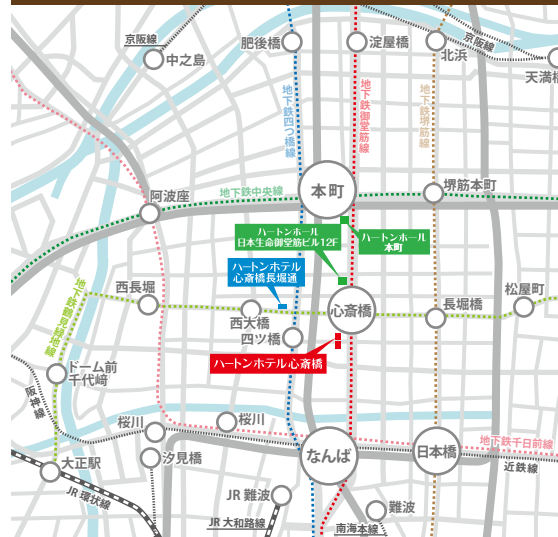 京阪線
中之島
肥後橋
淀屋橋
北浜
京阪線
天満橋
地下鉄四つ橋線
地下鉄御堂筋線
地下鉄堺筋線
阿波座
地下鉄中央線
本町
堺筋本町
ハートンホール
日本生命御堂筋ビル12F
ハートンホール
本町
ハートンホテル
心斎橋長堀通
西長堀
西大橋
四ツ橋
心斎橋
長堀橋
松屋町
地下鉄鶴見緑地線
ハートンホテル心斎橋
ドーム前
千代﨑
阪神線
桜川
桜川
汐見橋
なんば
日本橋
地下鉄千日前線
近鉄線
大正駅
JR 環状線
JR 難波
難波
JR 大和路線
南海本線